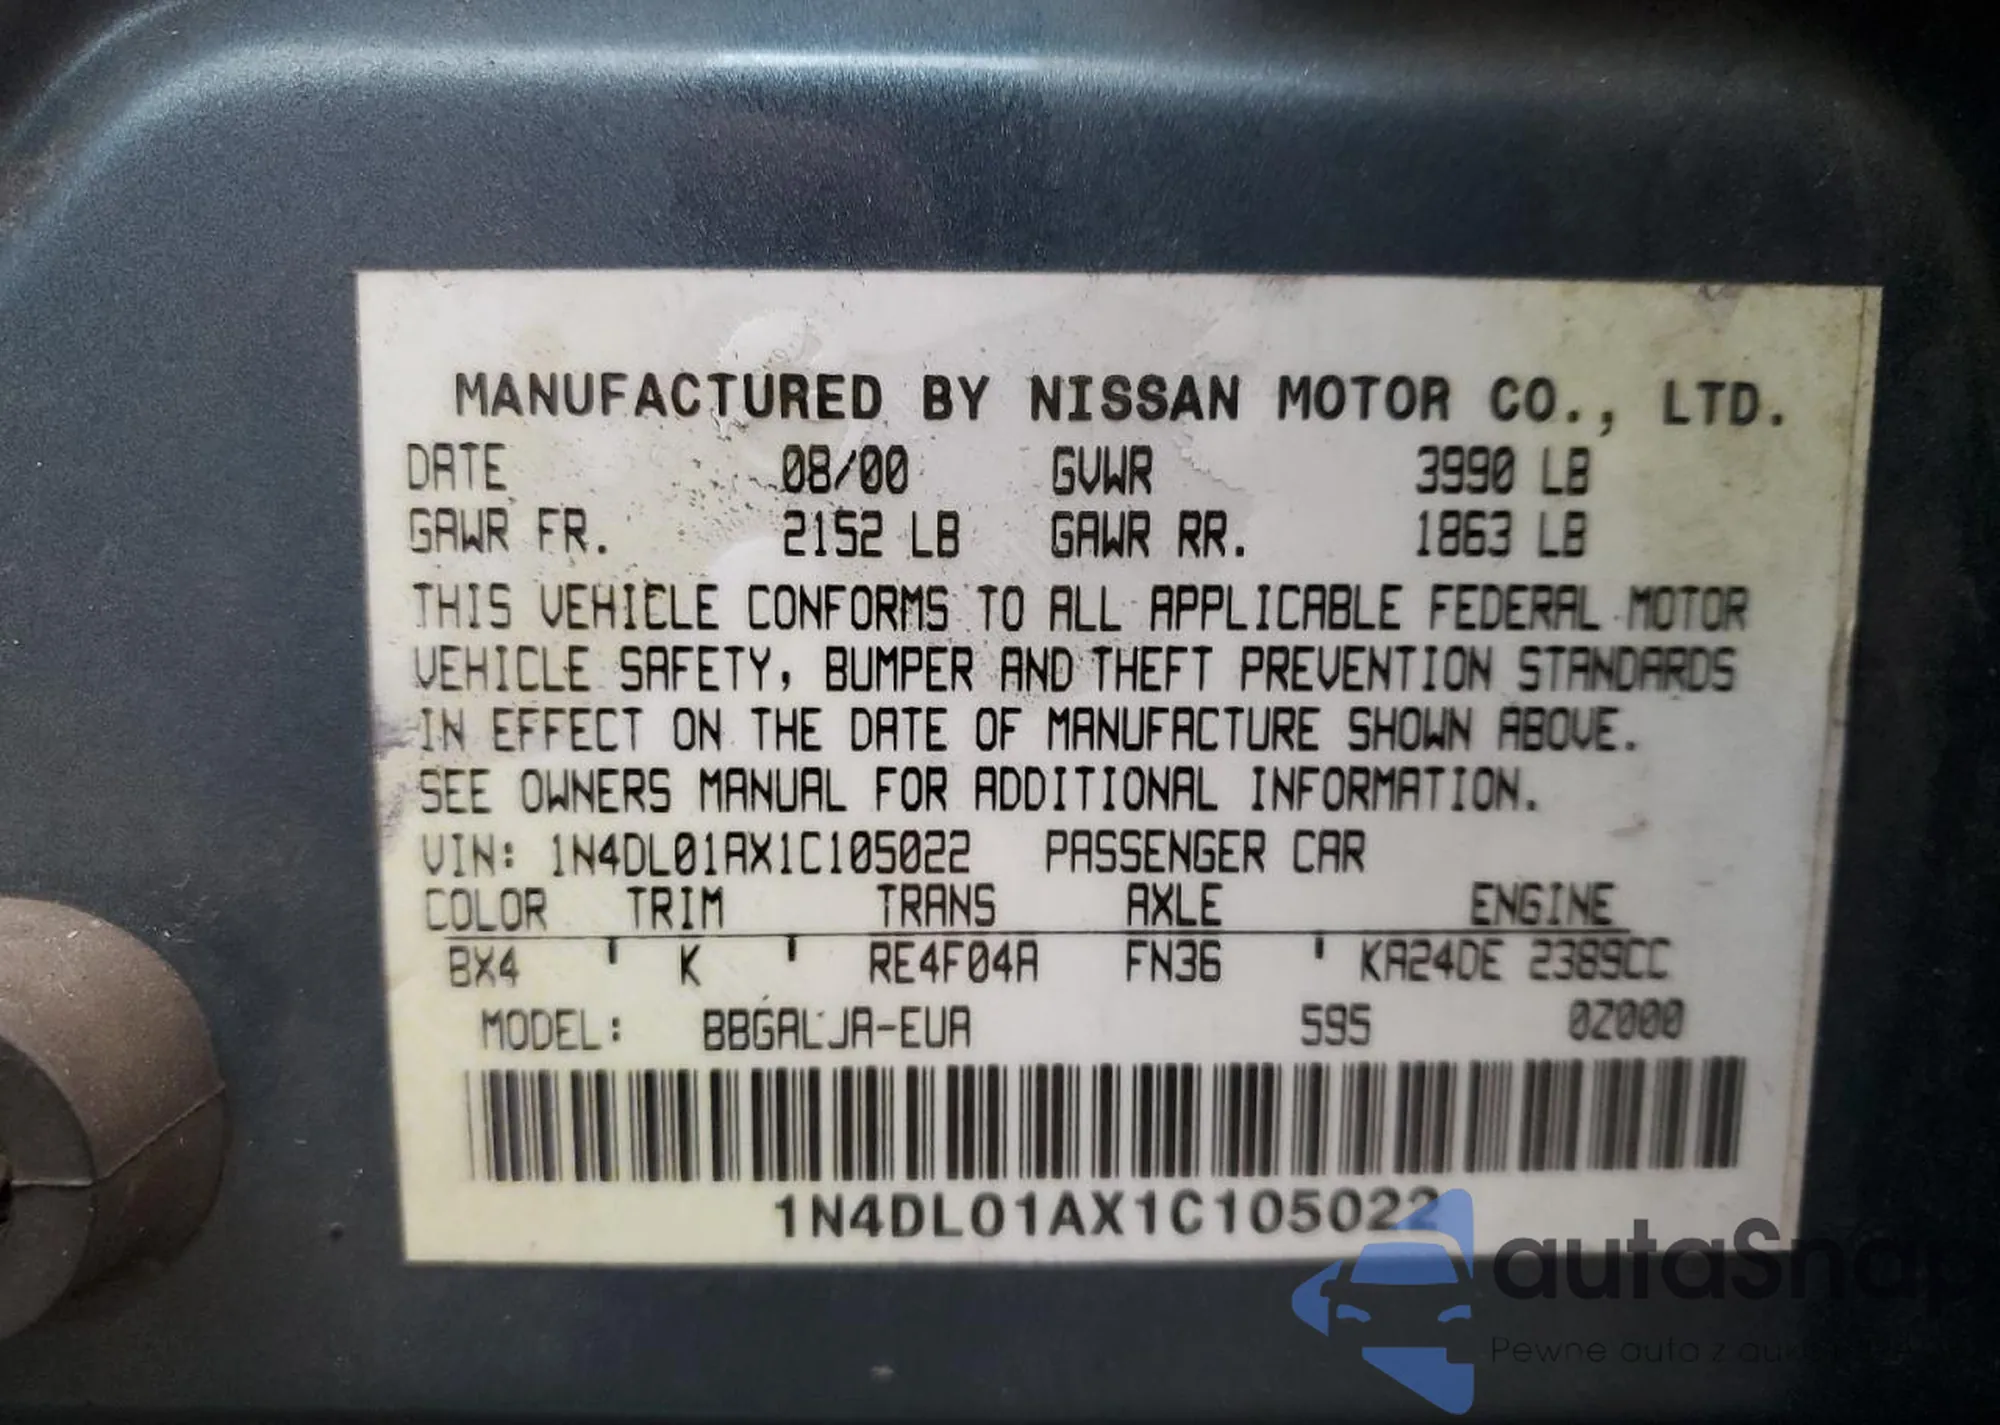 MANUFACTURED BY NISSAN MOTOR CO., LTD.
DATE 08/00 GVWR 3990 LB
GAWR FR. 2152 LB GAWR RR. 1863 LB
THIS VEHICLE CONFORMS TO ALL APPLICABLE FEDERAL MOTOR
VEHICLE SAFETY, BUMPER AND THEFT PREVENTION STANDARDS
IN EFFECT ON THE DATE OF MANUFACTURE SHOWN ABOVE.
SEE OWNERS MANUAL FOR ADDITIONAL INFORMATION.
VIN: 1N4DL01AX1C105022 PASSENGER CAR
COLOR TRIM TRANS AXLE ENGINE
BX4 ' K ' RE4F04A FN36 ' KA24DE 2389CC
MODEL: BBGALJA-EUA 595 0Z000
1N4DL01AX1C105022
autaSnap
Pewne auto z